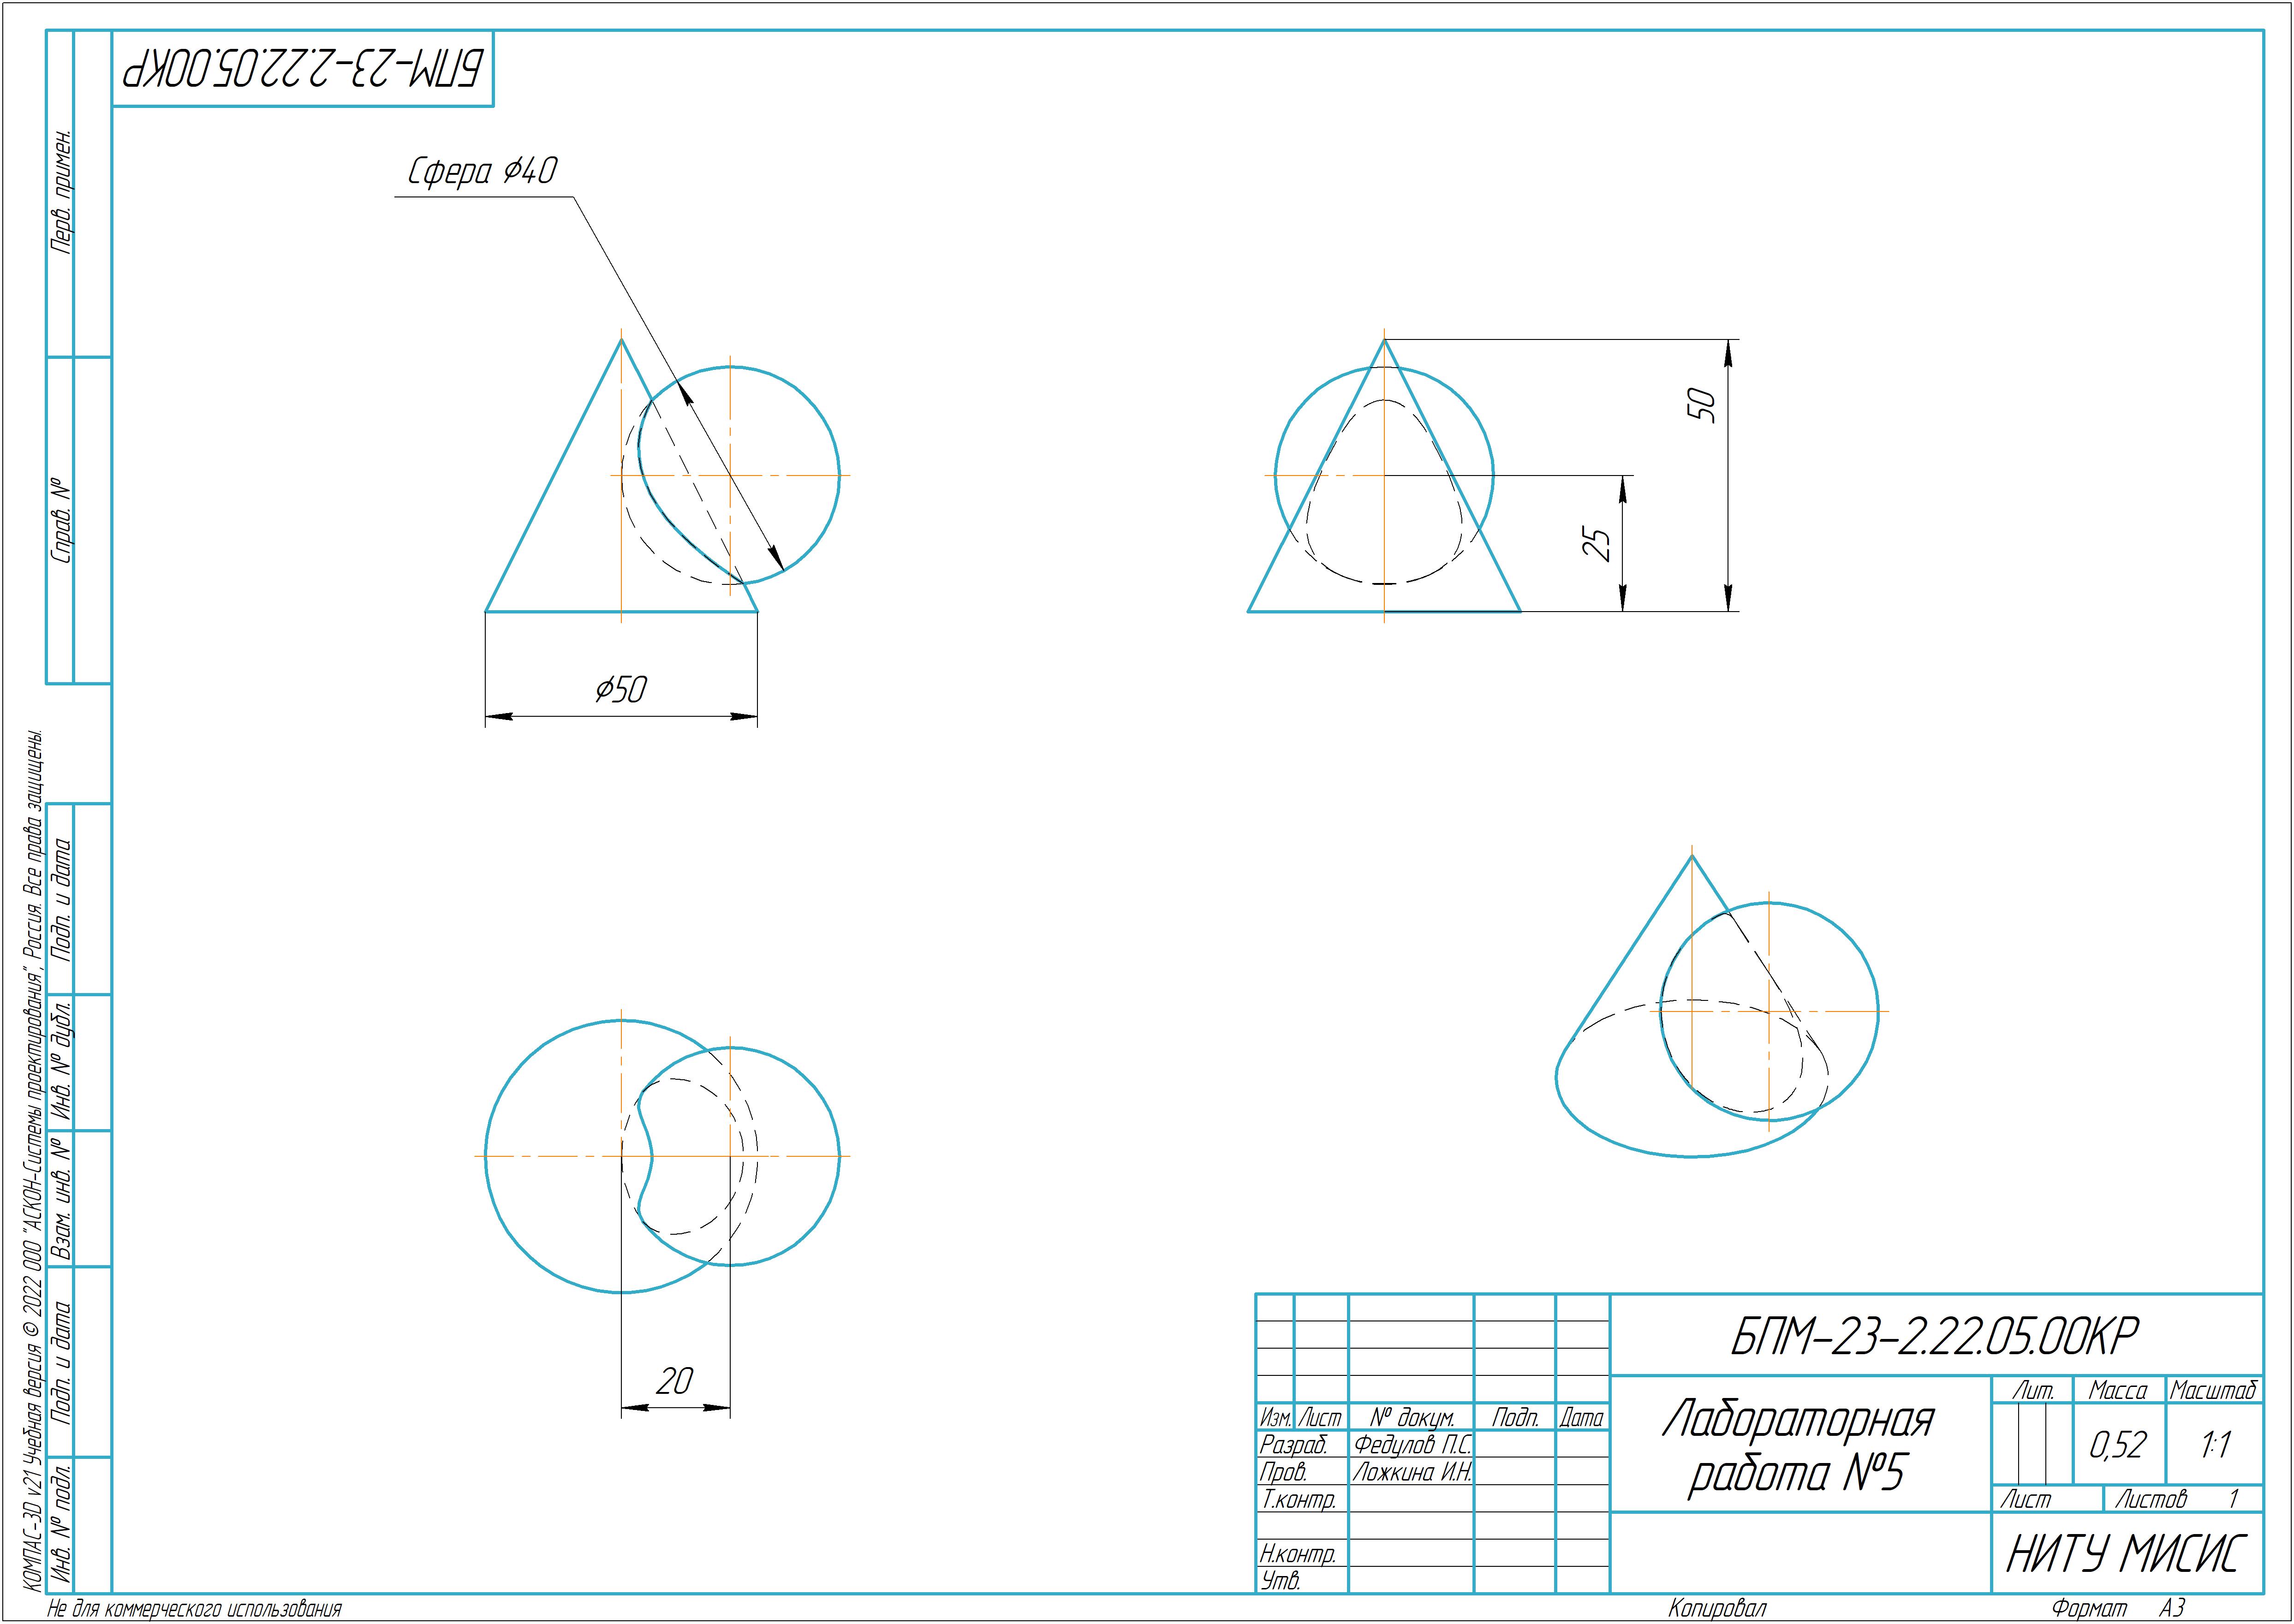 БПМ-23-2.22.05.00КР
Перв. примен.
Справ. №
Сфера ⌀40
50
25
⌀50
20
КОМПАС-3D v21 Учебная версия © 2022 ООО "АСКОН-Системы проектирования", Россия. Все права защищены.
Подп. и дата
Инв. № дубл.
Взам. инв. №
Подп. и дата
Инв. № подл.
БПМ-23-2.22.05.00КР
Изм. Лист № докум. Подп. Дата
Разраб. Федулов П.С.
Пров. Ложкина И.Н.
Т.контр.
Н.контр.
Утв.
Лабораторная
работа №5
Лит. Масса Масштаб
0,52 1:1
Лист Листов 1
НИТУ МИСИС
Не для коммерческого использования
Копировал Формат А3